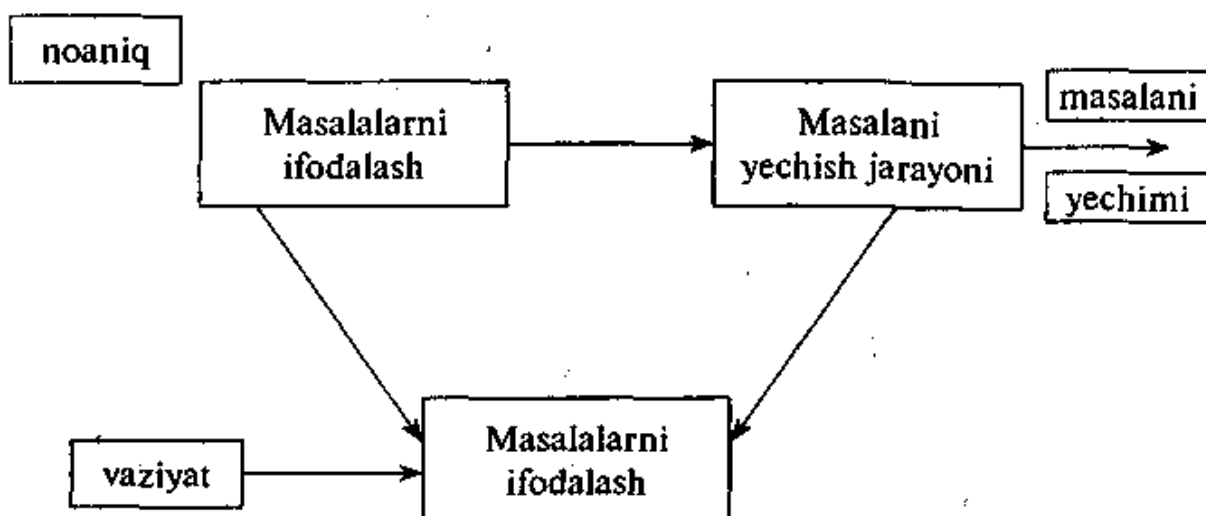 noaniq
Masalalarni
ifodalash
Masalani
yechish jarayoni
masalani
yechimi
vaziyat
Masalalarni
ifodalash